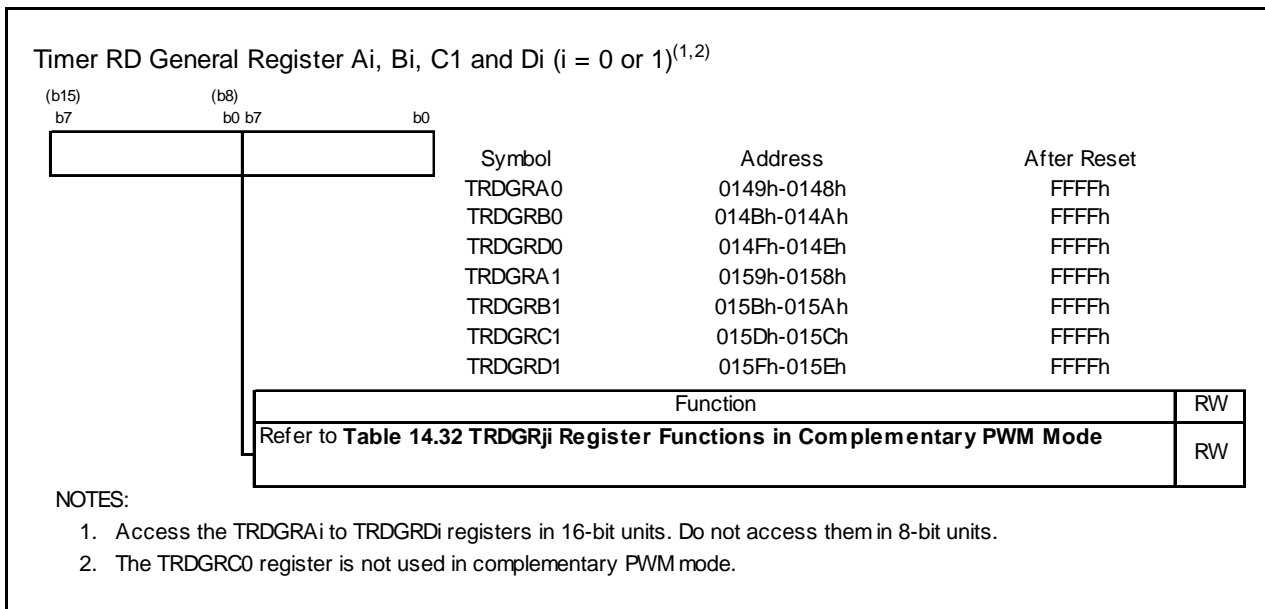 Timer RD General Register Ai, Bi, C1 and Di (i = 0 or 1)(1,2)
(b15) (b8)
b7 b0 b7 b0
Symbol Address After Reset
TRDGRA0 0149h-0148h FFFFh
TRDGRB0 014Bh-014Ah FFFFh
TRDGRD0 014Fh-014Eh FFFFh
TRDGRA1 0159h-0158h FFFFh
TRDGRB1 015Bh-015Ah FFFFh
TRDGRC1 015Dh-015Ch FFFFh
TRDGRD1 015Fh-015Eh FFFFh
Function RW
Refer to Table 14.32 TRDGRji Register Functions in Complementary PWM Mode RW
NOTES:
1. Access the TRDGRAi to TRDGRDi registers in 16-bit units. Do not access them in 8-bit units.
2. The TRDGRC0 register is not used in complementary PWM mode.